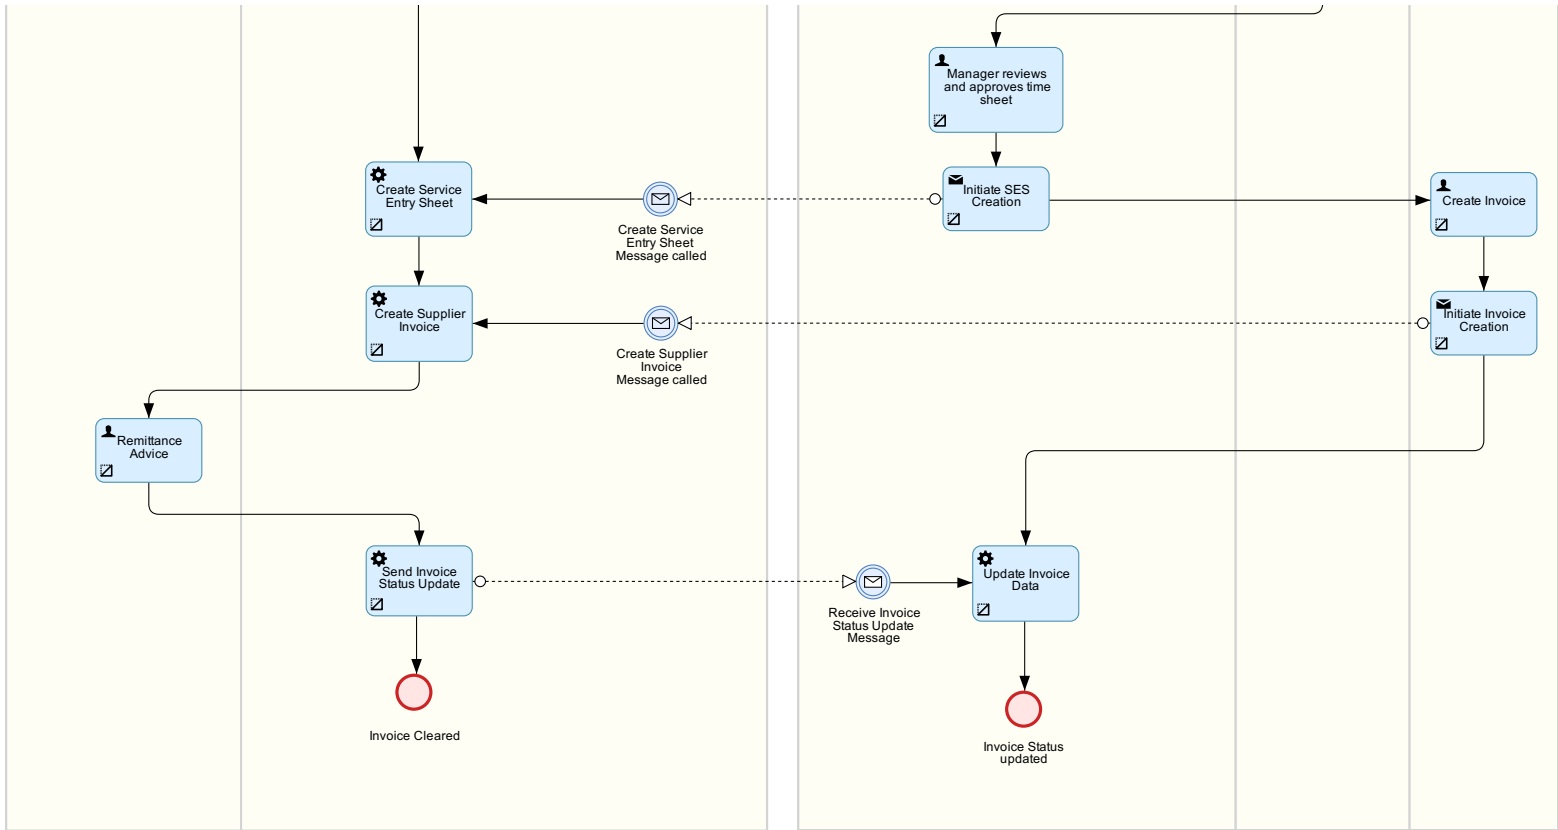 Manager reviews
and approves time
sheet
Create Service
Entry Sheet
Create Service
Entry Sheet
Message called
Initiate SES
Creation
Create Invoice
Create Supplier
Invoice
Create Supplier
Invoice
Message called
Initiate Invoice
Creation
Remittance
Advice
Send Invoice
Status Update
Receive Invoice
Status Update
Message
Update Invoice
Data
Invoice Cleared
Invoice Status
updated